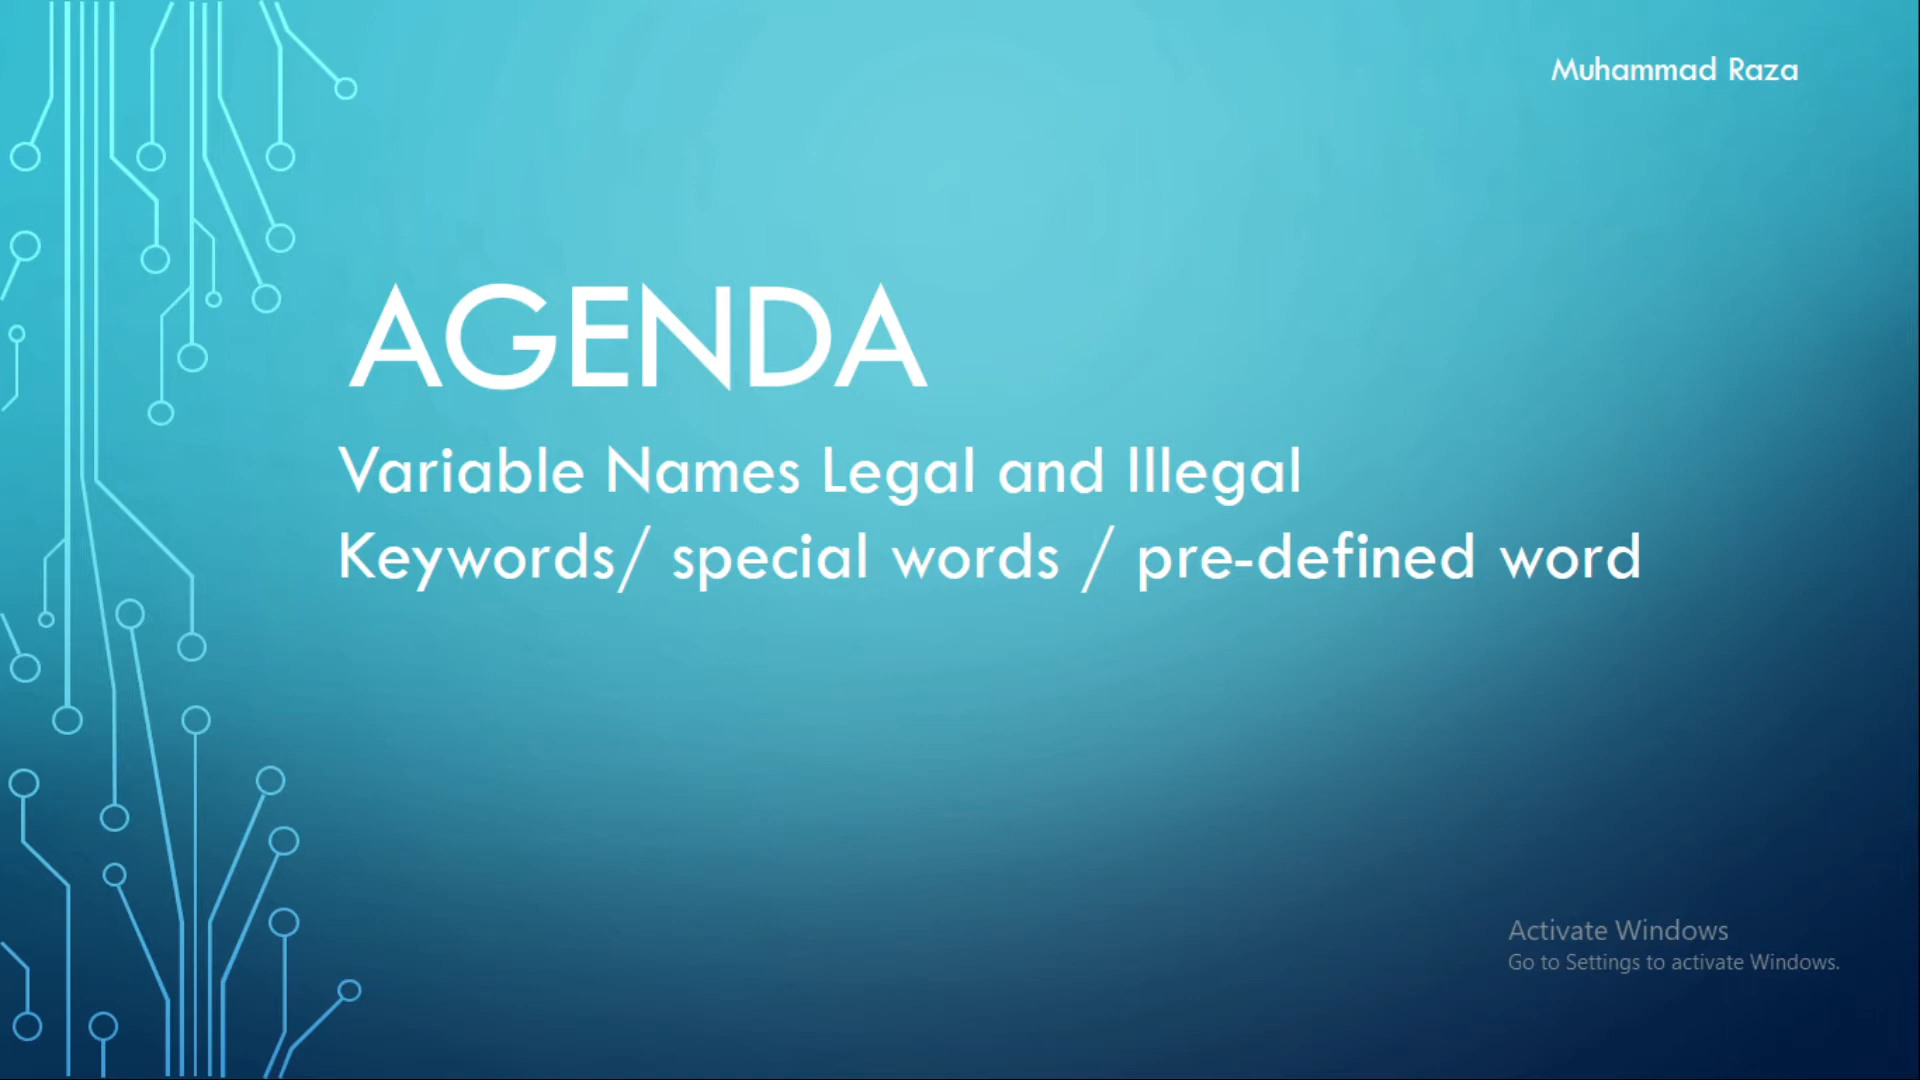 Muhammad Raza
AGENDA
Variable Names Legal and Illegal
Keywords/ special words / pre-defined word
Activate Windows
Go to Settings to activate Windows.